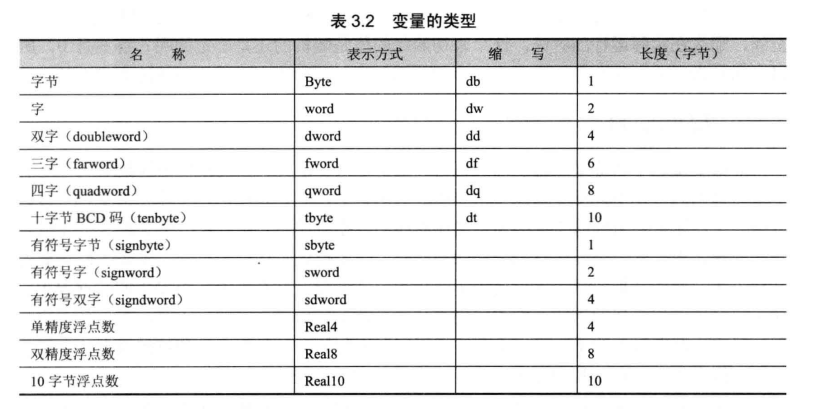 表 3.2 变量的类型
名 称 表示方式 缩 写 长度（字节）
字节 Byte db 1
字 word dw 2
双字（doubleword） dword dd 4
三字（farword） fword df 6
四字（quadword） qword dq 8
十字节 BCD 码（tenbyte） tbyte dt 10
有符号字节（signbyte） sbyte 1
有符号字（signword） sword 2
有符号双字（signdword） sdword 4
单精度浮点数 Real4 4
双精度浮点数 Real8 8
10 字节浮点数 Real10 10